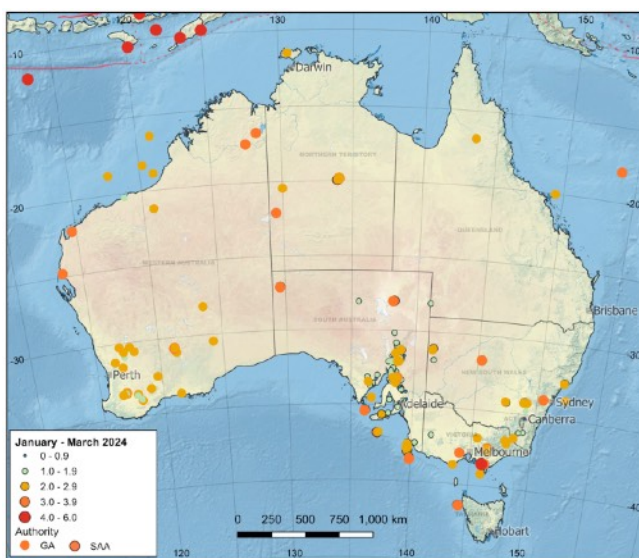 120
130
140
150
-10
Darwin
NORTHERN TERRITORY
-20
QUEENSLAND
WESTERN AUSTRALIA
Brisbane
SOUTH AUSTRALIA
-30
NEW SOUTH WALES
Perth
Adelaide
Sydney
Canberra
VICTORIA
Melbourne
January - March 2024
0 - 0.9
1.0 - 1.9
2.0 - 2.9
3.0 - 3.9
4.0 - 6.0
Authority
GA SAA
-40
0 250 500 750 1,000 km
Hobart
120
130
140
150